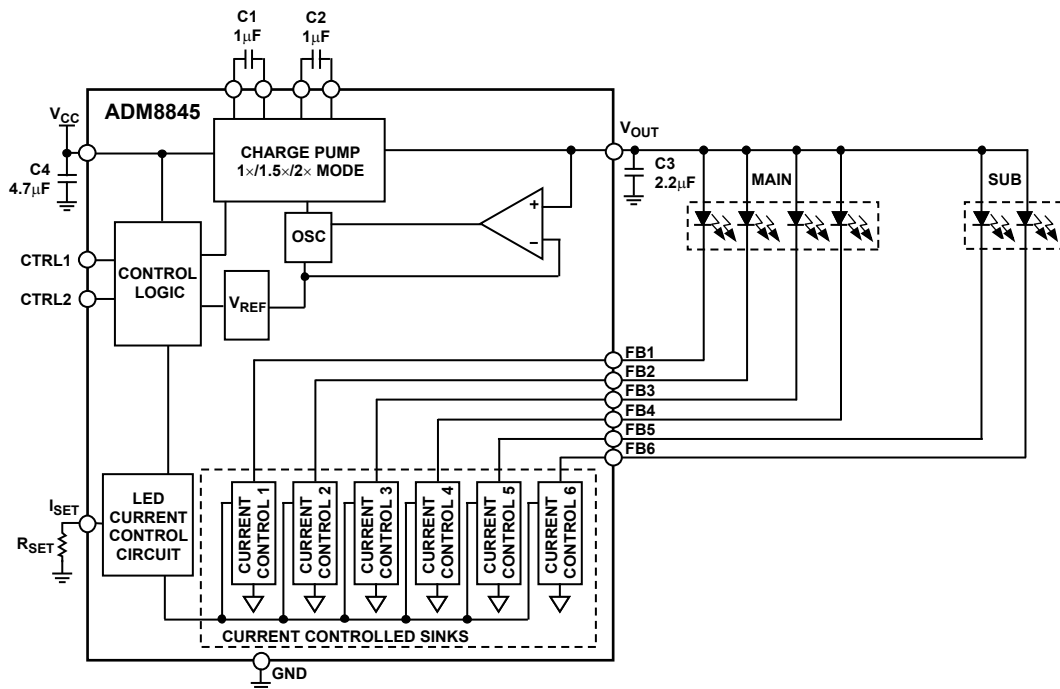 C1
1µF
C2
1µF
ADM8845
VCC
C4
4.7µF
CHARGE PUMP
1×/1.5×/2× MODE
VOUT
C3
2.2µF
MAIN
SUB
OSC
+
–
CTRL1
CTRL2
CONTROL
LOGIC
VREF
FB1
FB2
FB3
FB4
FB5
FB6
ISET
RSET
LED
CURRENT
CONTROL
CIRCUIT
CURRENT
CONTROL 1
CURRENT
CONTROL 2
CURRENT
CONTROL 3
CURRENT
CONTROL 4
CURRENT
CONTROL 5
CURRENT
CONTROL 6
CURRENT CONTROLLED SINKS
GND